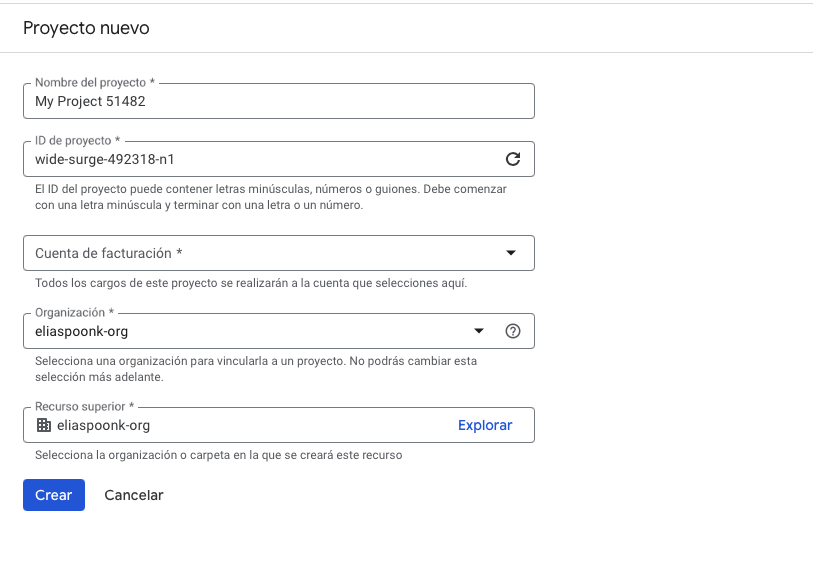 Proyecto nuevo
Nombre del proyecto *
My Project 51482
ID de proyecto *
wide-surge-492318-n1
El ID del proyecto puede contener letras minúsculas, números o guiones. Debe comenzar
con una letra minúscula y terminar con una letra o un número.
Cuenta de facturación *
Todos los cargos de este proyecto se realizarán a la cuenta que selecciones aquí.
Organización *
eliaspoonk-org
Selecciona una organización para vincularla a un proyecto. No podrás cambiar esta
selección más adelante.
Recurso superior *
eliaspoonk-org Explorar
Selecciona la organización o carpeta en la que se creará este recurso
Crear Cancelar